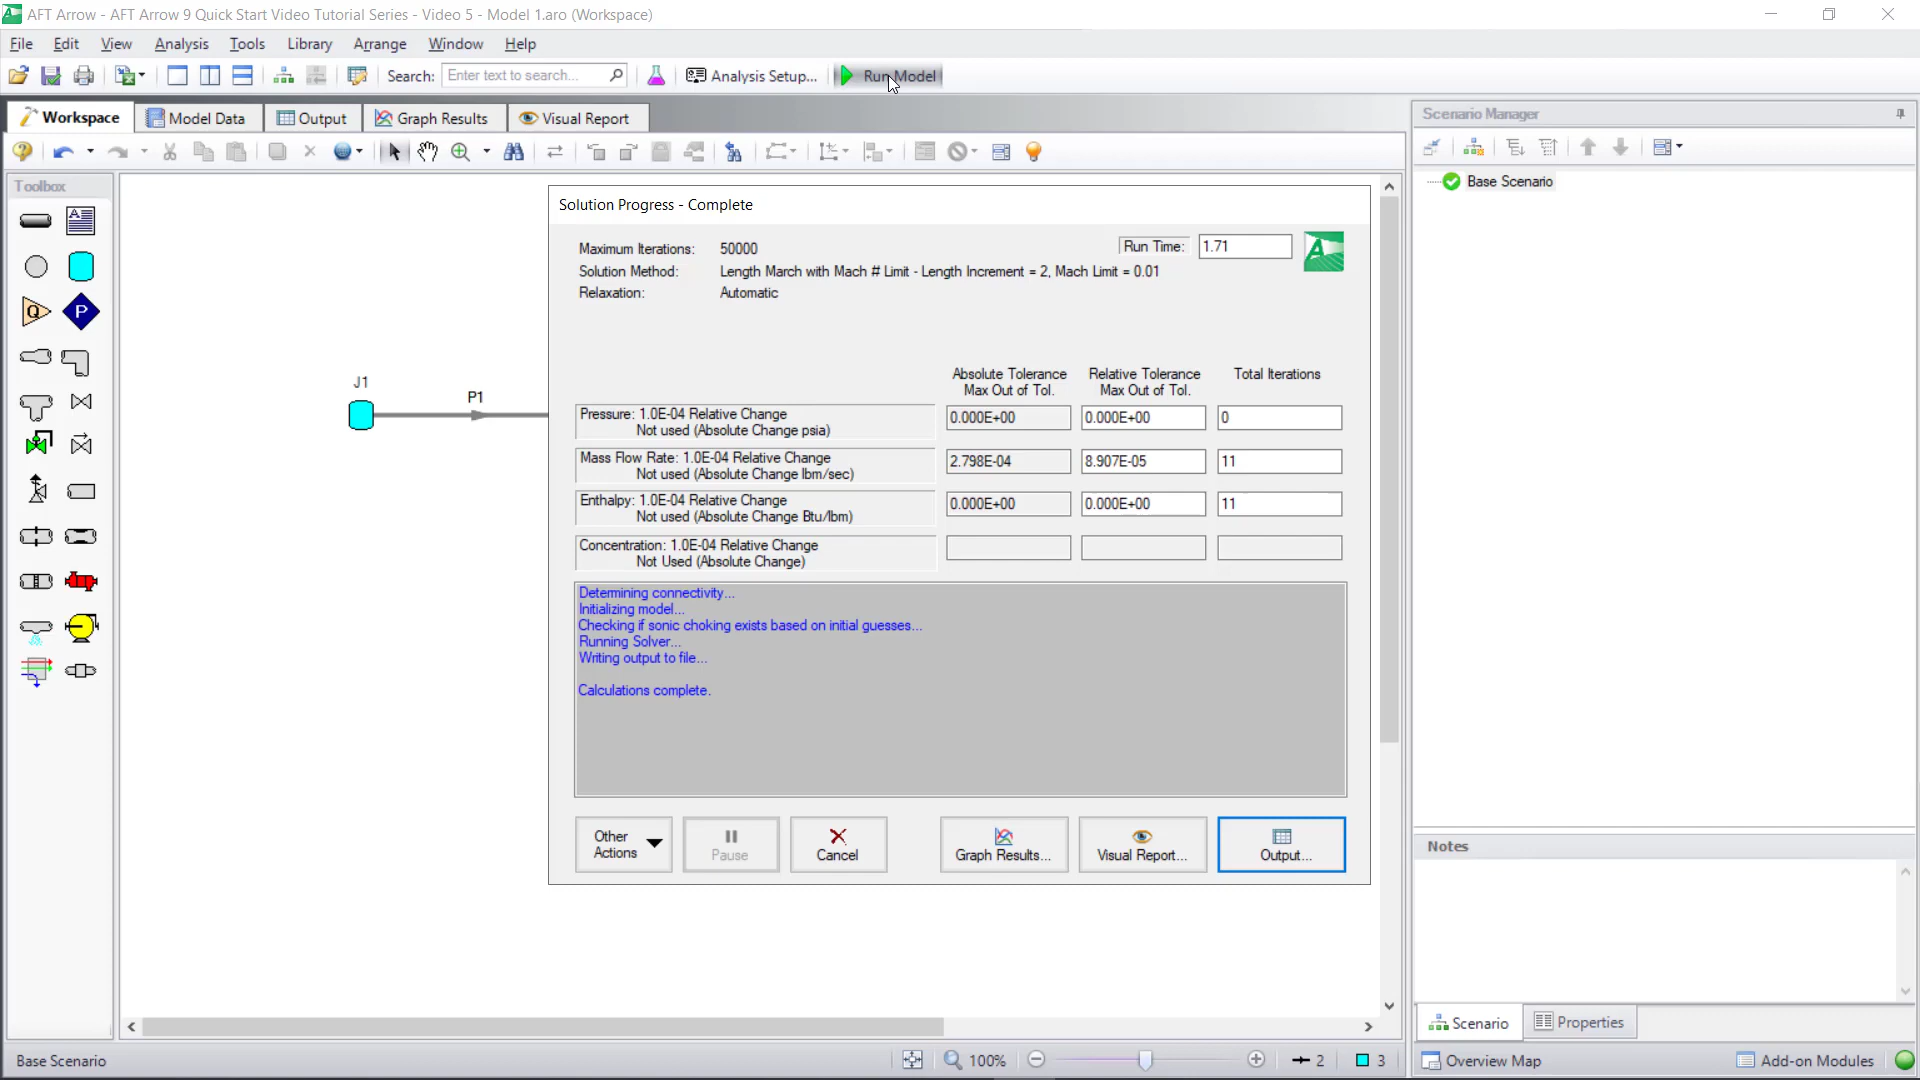 AFT Arrow - AFT Arrow 9 Quick Start Video Tutorial Series - Video 5 - Model 1.aro (Workspace)
File Edit View Analysis Tools Library Arrange Window Help
Search: Enter text to search... Analysis Setup... Run Model
Workspace Model Data Output Graph Results Visual Report
Scenario Manager
Toolbox
Base Scenario
Solution Progress - Complete
Maximum Iterations: 50000
Run Time: 1.71
Solution Method: Length March with Mach # Limit - Length Increment = 2, Mach Limit = 0.01
Relaxation: Automatic
Absolute Tolerance Relative Tolerance Total Iterations
Max Out of Tol. Max Out of Tol.
J1
P1
Q
P
Pressure: 1.0E-04 Relative Change 0.000E+00 0.000E+00 0
Not used (Absolute Change psia)
Mass Flow Rate: 1.0E-04 Relative Change 2.798E-04 8.907E-05 11
Not used (Absolute Change lbm/sec)
Enthalpy: 1.0E-04 Relative Change 0.000E+00 0.000E+00 11
Not used (Absolute Change Btu/lbm)
Concentration: 1.0E-04 Relative Change
Not Used (Absolute Change)
Determining connectivity...
Initializing model...
Checking if sonic choking exists based on initial guesses...
Running Solver...
Writing output to file...
Calculations complete.
Other Actions Pause Cancel Graph Results... Visual Report... Output...
Notes
Scenario Properties
Base Scenario 100% 2 3 Overview Map Add-on Modules